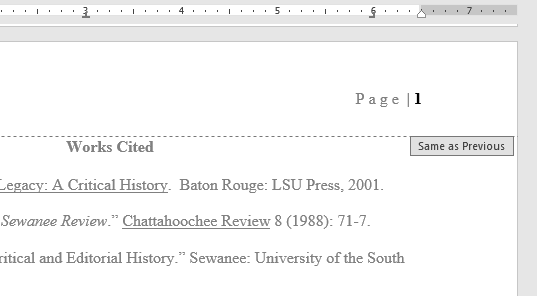 3 4 5 6 7
P a g e | 1
Works Cited
Same as Previous
Legacy: A Critical History. Baton Rouge: LSU Press, 2001.
Sewanee Review.” Chattahoochee Review 8 (1988): 71-7.
ritical and Editorial History.” Sewanee: University of the South